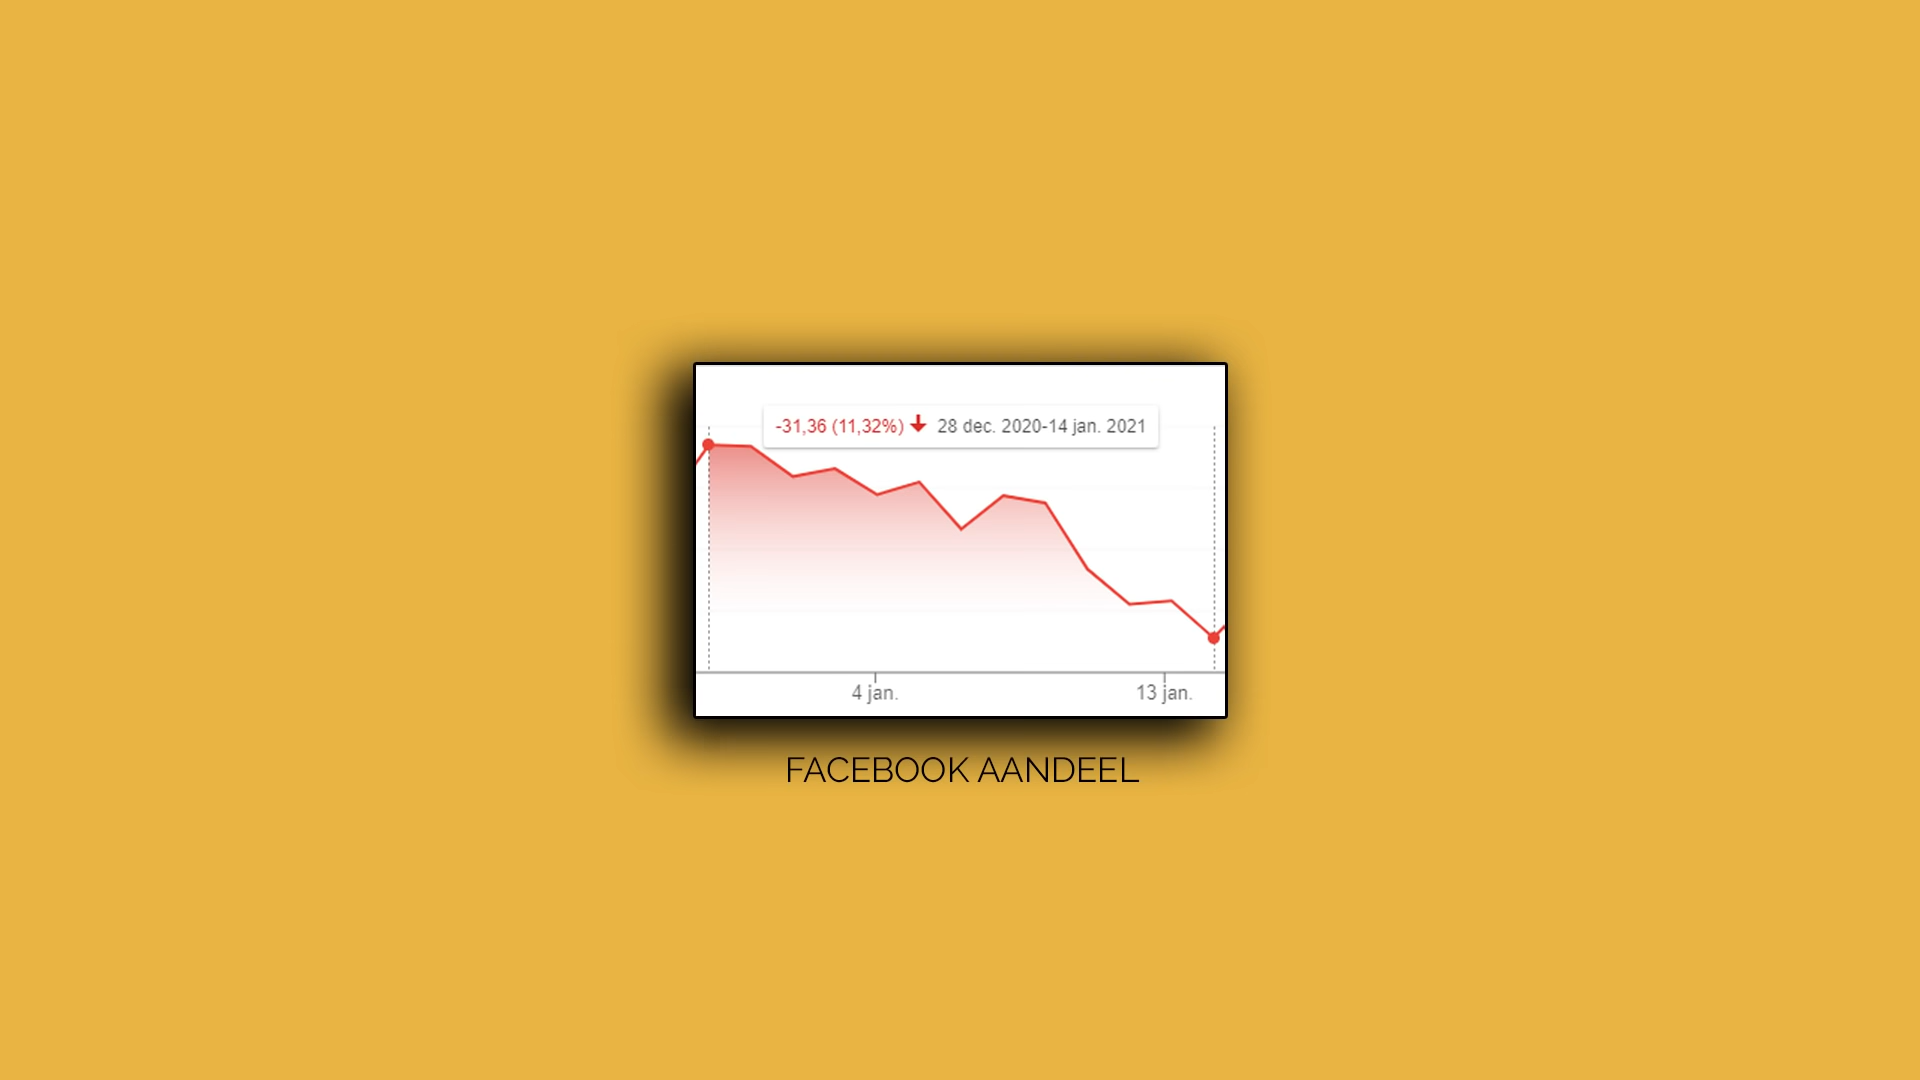 -31,36 (11,32%) 28 dec. 2020-14 jan. 2021
4 jan. 13 jan.
FACEBOOK AANDEEL